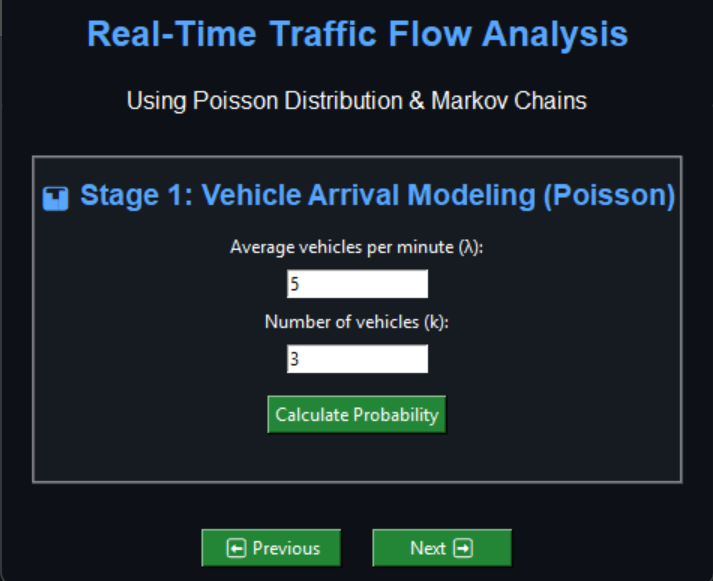 Real-Time Traffic Flow Analysis
Using Poisson Distribution & Markov Chains
Stage 1: Vehicle Arrival Modeling (Poisson)
Average vehicles per minute (λ):
5
Number of vehicles (k):
3
Calculate Probability
Previous
Next